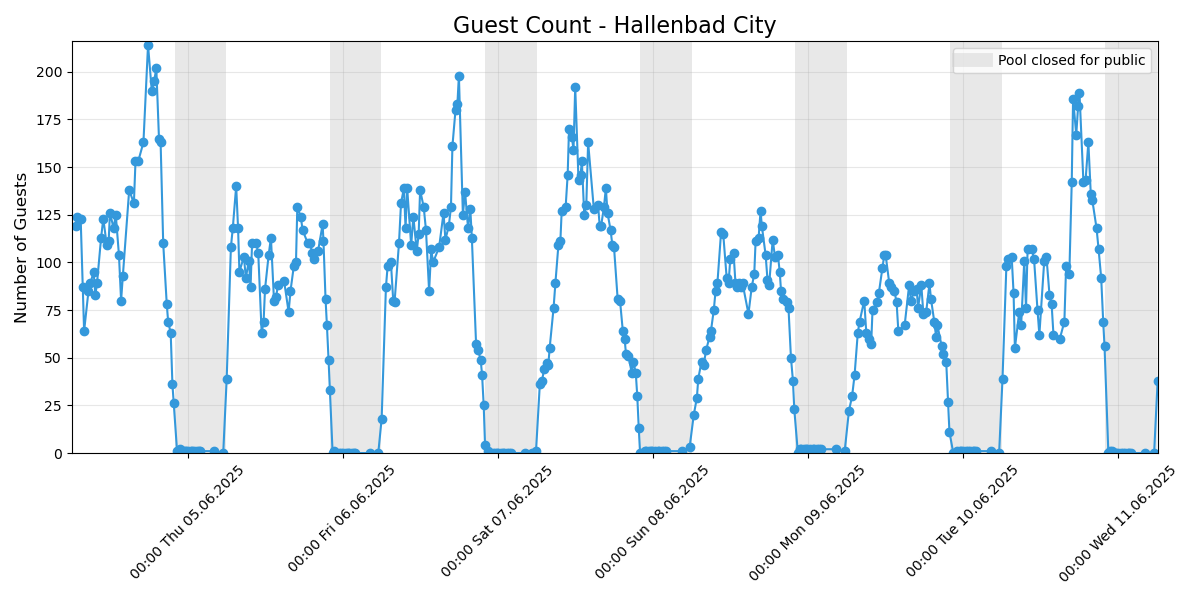 Guest Count - Hallenbad City
Pool closed for public
Number of Guests
200
175
150
125
100
75
50
25
0
00:00 Thu 05.06.2025
00:00 Fri 06.06.2025
00:00 Sat 07.06.2025
00:00 Sun 08.06.2025
00:00 Mon 09.06.2025
00:00 Tue 10.06.2025
00:00 Wed 11.06.2025